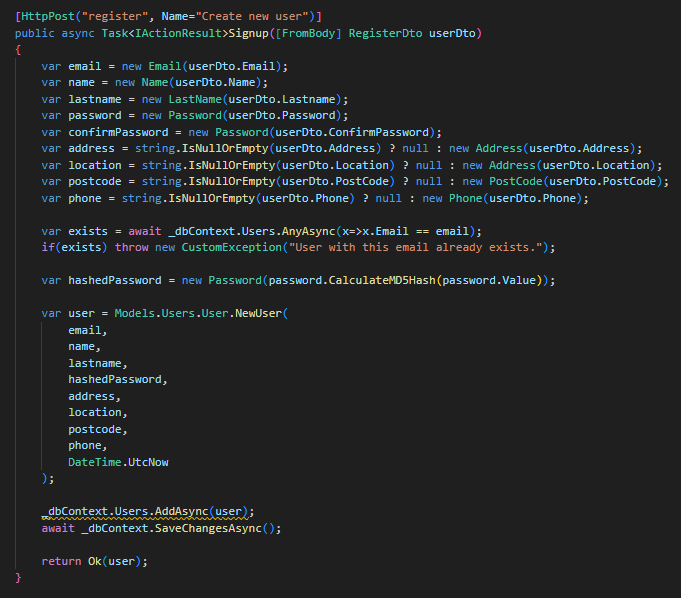 [HttpPost("register", Name="Create new user")]
public async Task<IActionResult>Signup([FromBody] RegisterDto userDto)
{
var email = new Email(userDto.Email);
var name = new Name(userDto.Name);
var lastname = new LastName(userDto.Lastname);
var password = new Password(userDto.Password);
var confirmPassword = new Password(userDto.ConfirmPassword);
var address = string.IsNullOrEmpty(userDto.Address) ? null : new Address(userDto.Address);
var location = string.IsNullOrEmpty(userDto.Location) ? null : new Address(userDto.Location);
var postcode = string.IsNullOrEmpty(userDto.PostCode) ? null : new PostCode(userDto.PostCode);
var phone = string.IsNullOrEmpty(userDto.Phone) ? null : new Phone(userDto.Phone);
var exists = await _dbContext.Users.AnyAsync(x=>x.Email == email);
if(exists) throw new CustomException("User with this email already exists.");
var hashedPassword = new Password(password.CalculateMD5Hash(password.Value));
var user = Models.Users.User.NewUser(
email,
name,
lastname,
hashedPassword,
address,
location,
postcode,
phone,
DateTime.UtcNow
);
_dbContext.Users.AddAsync(user);
await _dbContext.SaveChangesAsync();
return Ok(user);
}